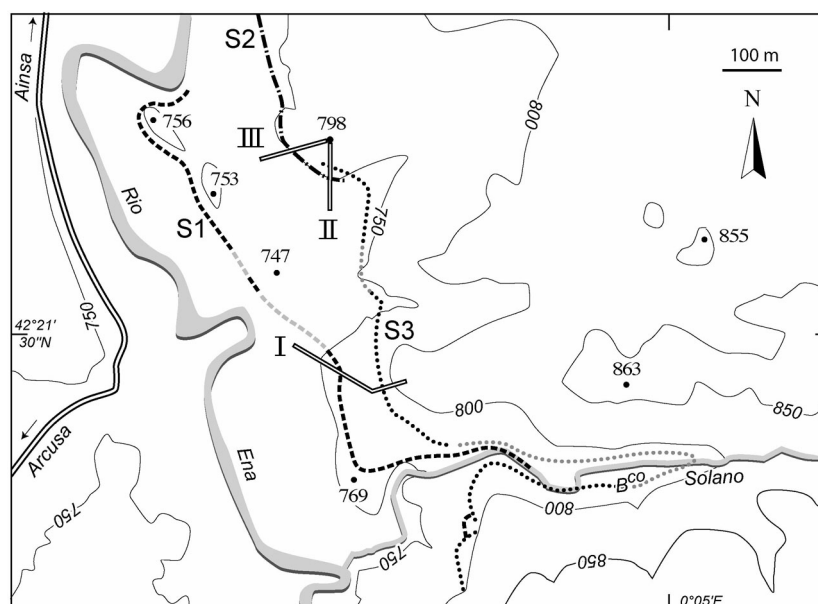 S2
100 m
N
Ainsa
756
III
798
800
Rio
753
II
750
855
S1
747
42°21'
30"N
750
I
S3
863
800
850
Arcusa
Ena
769
B^co
Solano
800
750
750
850
0°05'E